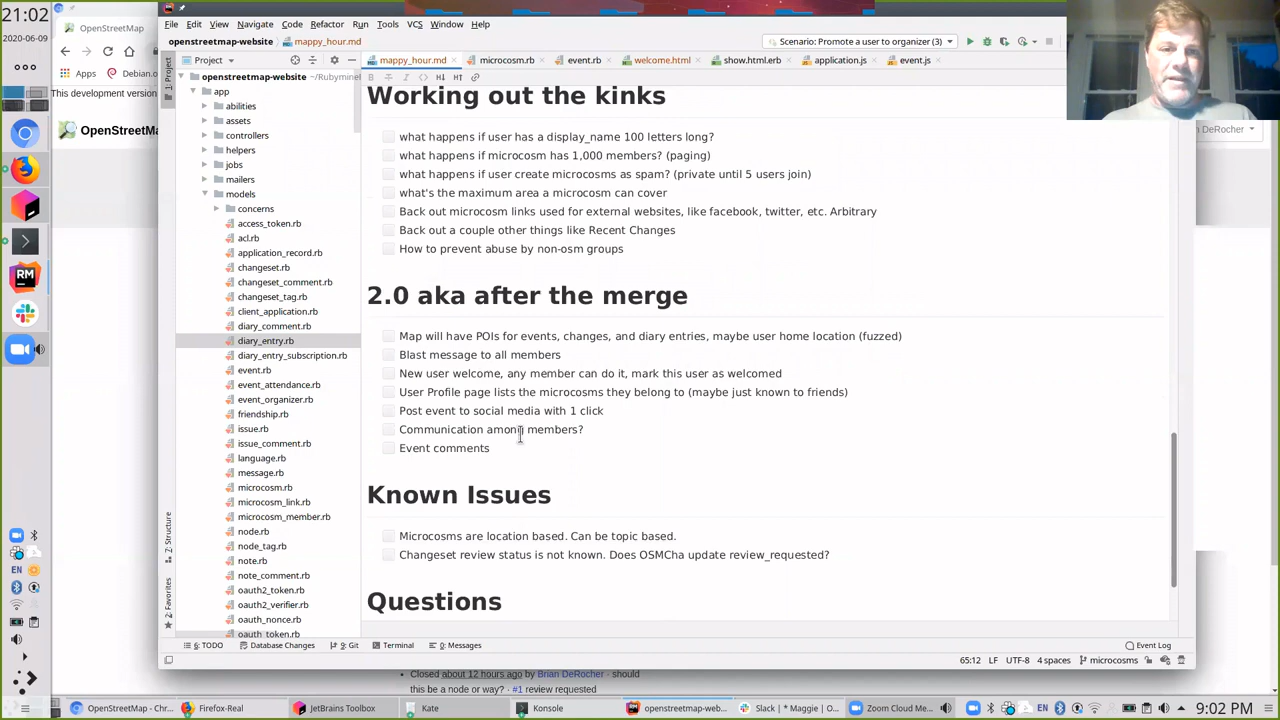 21:02
2020-06-09
EN
OpenStreetMap
Apps
Debian.o
This development version
OpenStreetMa
File Edit View Navigate Code Refactor Run Tools VCS Window Help
openstreetmap-website
mappy_hour.md
Scenario: Promote a user to organizer (3)
Project
mappy_hour.md
microcosm.rb
event.rb
welcome.html
show.html.erb
application.js
event.js
1: Project
2: Structure
2: Favorites
openstreetmap-website ~/Rubymine
app
abilities
assets
controllers
helpers
jobs
mailers
models
concerns
access_token.rb
acl.rb
application_record.rb
changeset.rb
changeset_comment.rb
changeset_tag.rb
client_application.rb
diary_comment.rb
diary_entry.rb
diary_entry_subscription.rb
event.rb
event_attendance.rb
event_organizer.rb
friendship.rb
issue.rb
issue_comment.rb
language.rb
message.rb
microcosm.rb
microcosm_link.rb
microcosm_member.rb
node.rb
node_tag.rb
note.rb
note_comment.rb
oauth2_token.rb
oauth2_verifier.rb
oauth_nonce.rb
oauth_token.rb
Working out the kinks
what happens if user has a display_name 100 letters long?
what happens if microcosm has 1,000 members? (paging)
what happens if user create microcosms as spam? (private until 5 users join)
what's the maximum area a microcosm can cover
Back out microcosm links used for external websites, like facebook, twitter, etc. Arbitrary
Back out a couple other things like Recent Changes
How to prevent abuse by non-osm groups
2.0 aka after the merge
Map will have POIs for events, changes, and diary entries, maybe user home location (fuzzed)
Blast message to all members
New user welcome, any member can do it, mark this user as welcomed
User Profile page lists the microcosms they belong to (maybe just known to friends)
Post event to social media with 1 click
Communication among members?
Event comments
Known Issues
Microcosms are location based. Can be topic based.
Changeset review status is not known. Does OSMCha update review_requested?
Questions
6: TODO
Database Changes
9: Git
Terminal
0: Messages
Event Log
65:12 LF UTF-8 4 spaces microcosms
n DeRocher
Closed about 12 hours ago by Brian DeRocher · should
this be a node or way? · #1 review requested
OpenStreetMap - Chr...
Firefox-Real
JetBrains Toolbox
Kate
Konsole
openstreetmap-web...
Slack | * Maggie | O...
Zoom Cloud Me...
EN
9:02 PM